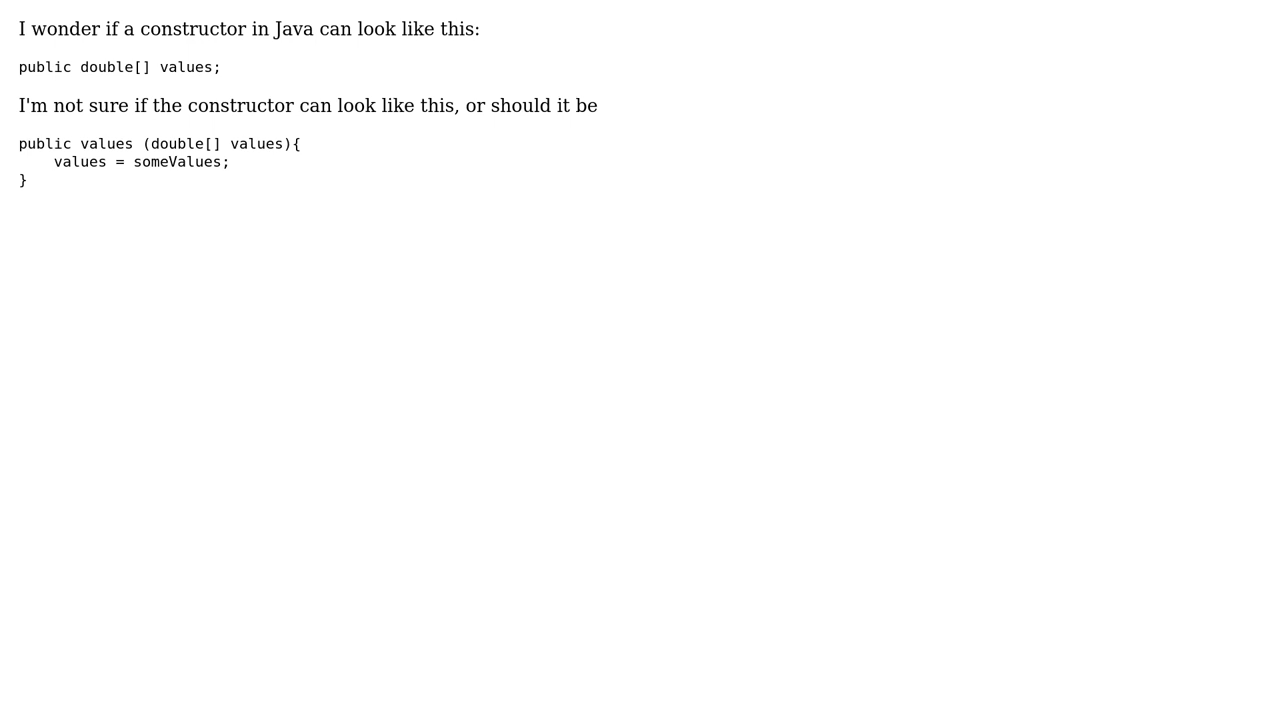 I wonder if a constructor in Java can look like this:
public double[] values;
I'm not sure if the constructor can look like this, or should it be
public values (double[] values){
    values = someValues;
}